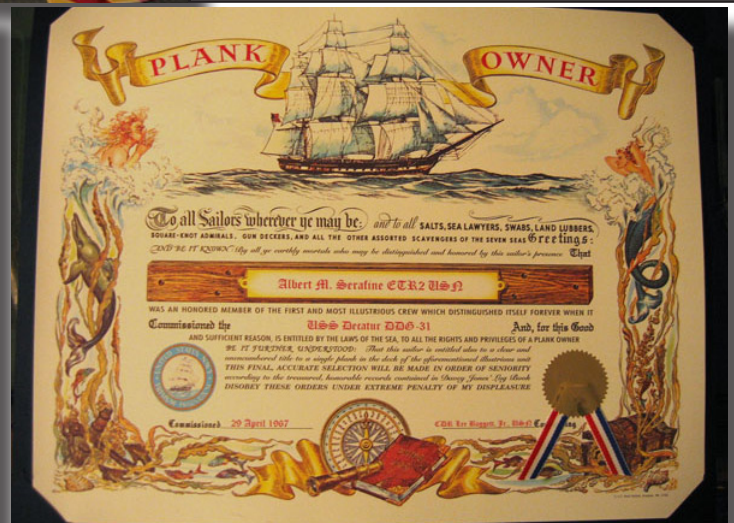 PLANK OWNER
To all Sailors wherever ye may be: and to all SALTS, SEA LAWYERS, SWABS, LAND LUBBERS,
SQUARE-KNOT ADMIRALS, GUN DECKERS, AND ALL THE OTHER ASSORTED SCAVENGERS OF THE SEVEN SEAS Greetings:
AND BE IT KNOWN: By all ye earthly mortals who may be distinguished and honored by this sailor's presence That
Albert M. Serafine ETR2 USN
WAS AN HONORED MEMBER OF THE FIRST AND MOST ILLUSTRIOUS CREW WHICH DISTINGUISHED ITSELF FOREVER WHEN IT
Commissioned the USS Decatur DDG-31 And, for this Good
AND SUFFICIENT REASON, IS ENTITLED BY THE LAWS OF THE SEA, TO ALL THE RIGHTS AND PRIVILEGES OF A PLANK OWNER
BE IT FURTHER UNDERSTOOD: That this sailor is entitled also to a clear and
unencumbered title to a single plank in the deck of the aforementioned illustrious unit
THIS FINAL, ACCURATE SELECTION WILL BE MADE IN ORDER OF SENIORITY
according to the treasured, honorable records contained in Davey Jones' Log Book
DISOBEY THESE ORDERS UNDER EXTREME PENALTY OF MY DISPLEASURE
Commissioned 29 April 1967 CDR Lee Baggett, Jr., USN